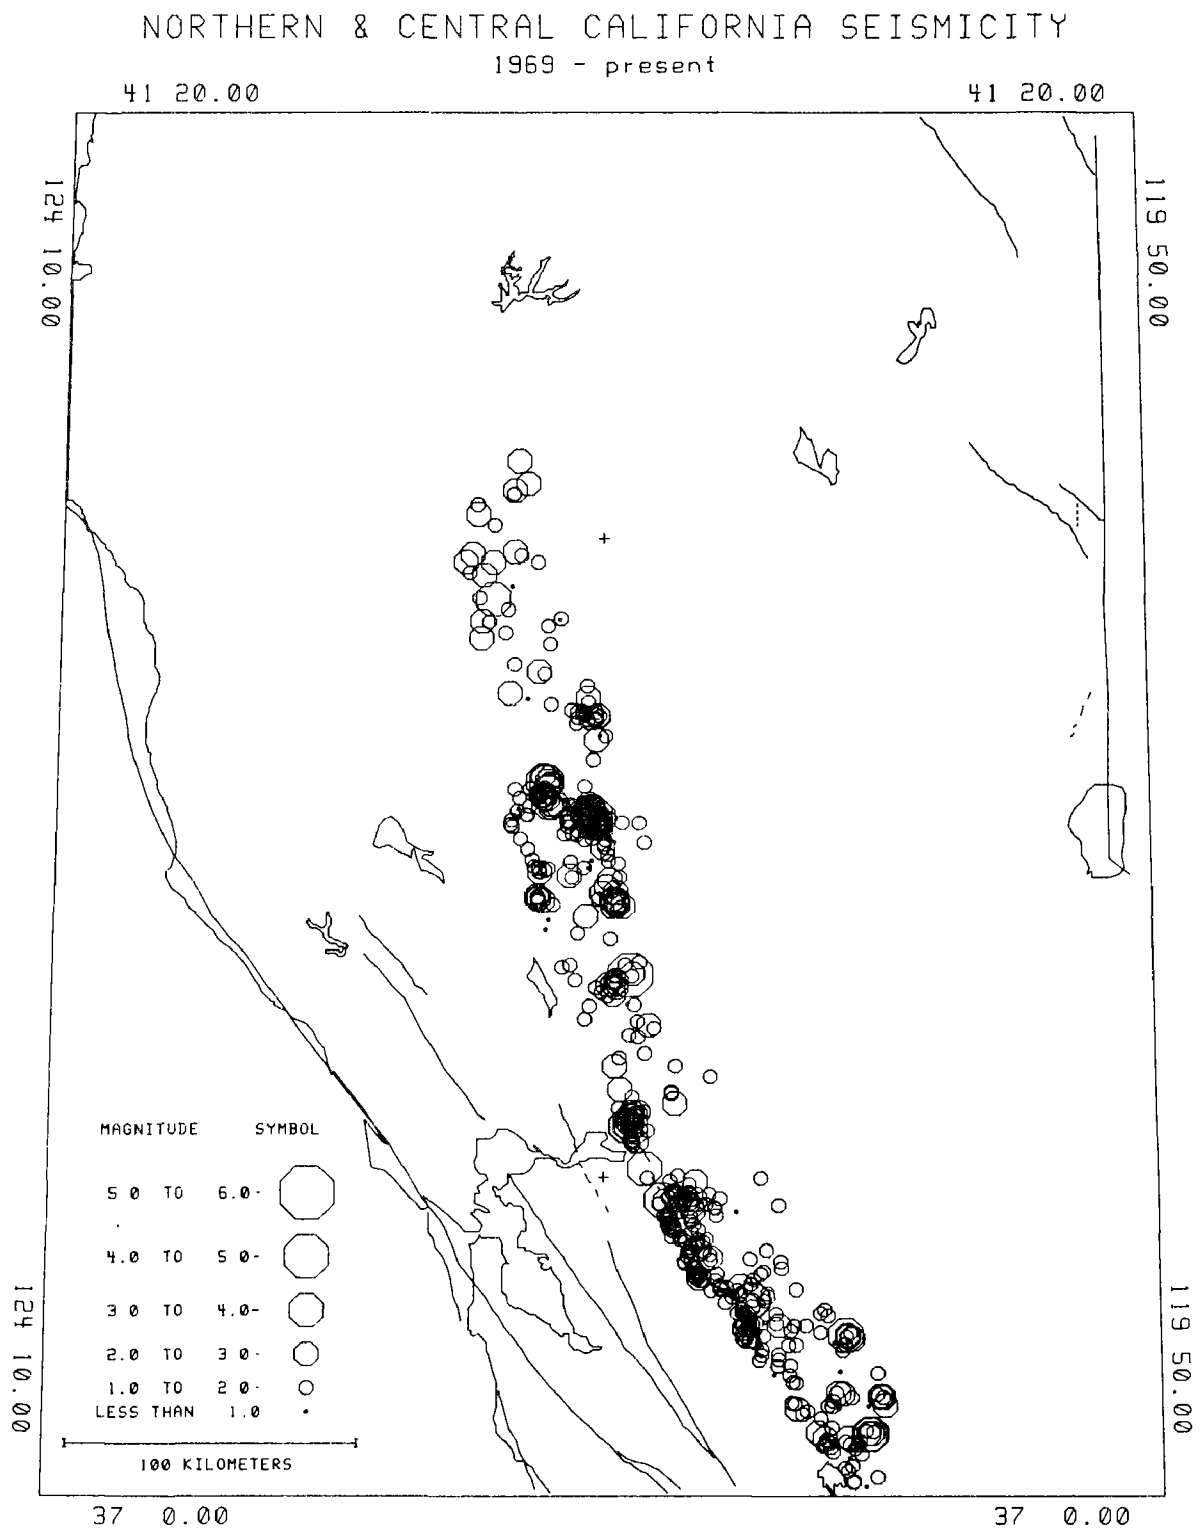 NORTHERN & CENTRAL CALIFORNIA SEISMICITY
1969 - present
41 20.00 41 20.00
124 10.00
119 50.00
MAGNITUDE SYMBOL
5 0 TO 6.0-
4.0 TO 5 0-
3 0 TO 4.0-
2.0 TO 3 0-
1.0 TO 2 0-
LESS THAN 1.0
100 KILOMETERS
124 10.00
119 50.00
37 0.00 37 0.00